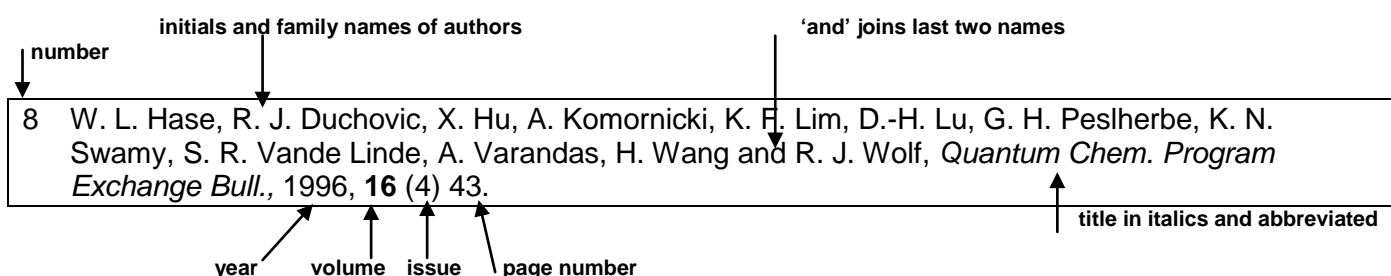 initials and family names of authors
‘and’ joins last two names
number
8 W. L. Hase, R. J. Duchovic, X. Hu, A. Komornicki, K. F. Lim, D.-H. Lu, G. H. Peslherbe, K. N.
Swamy, S. R. Vande Linde, A. Varandas, H. Wang and R. J. Wolf, Quantum Chem. Program
Exchange Bull., 1996, 16 (4) 43.
title in italics and abbreviated
year volume issue page number